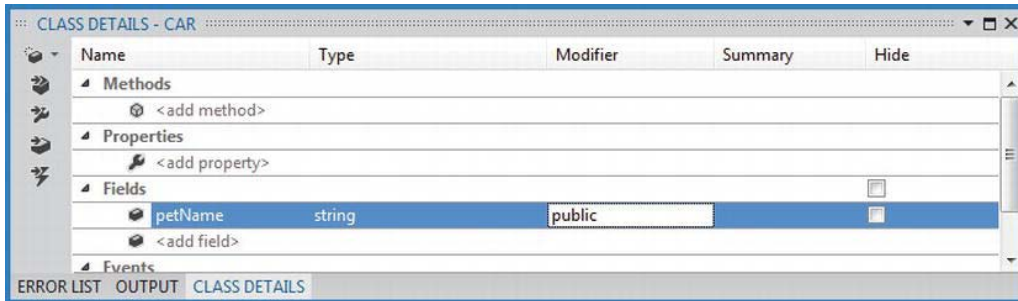 CLASS DETAILS - CAR
Name Type Modifier Summary Hide
Methods
<add method>
Properties
<add property>
Fields
petName string public
<add field>
Events
ERROR LIST OUTPUT CLASS DETAILS